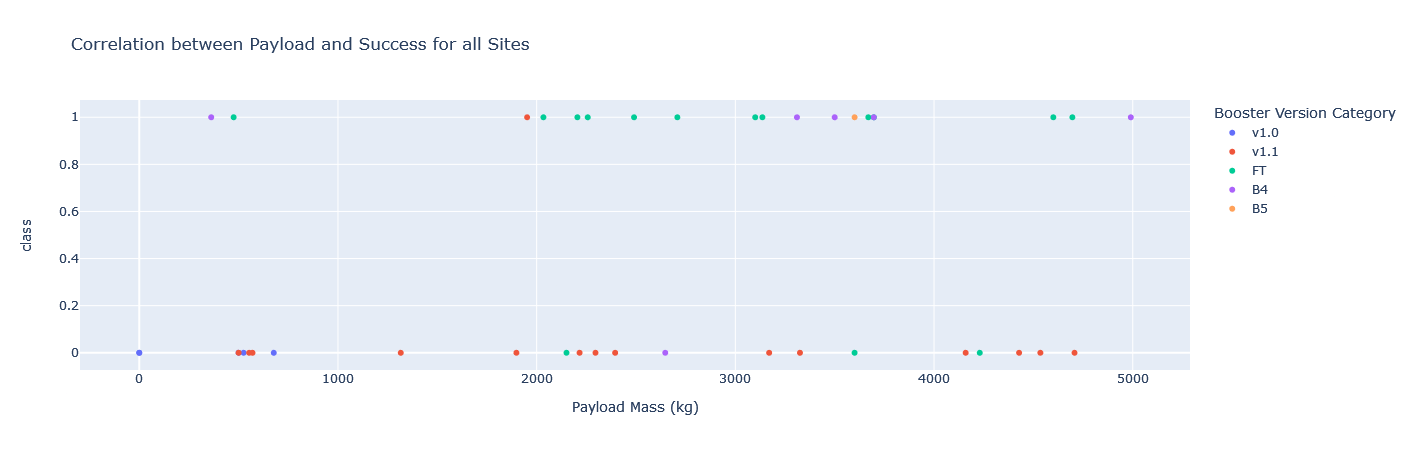 Correlation between Payload and Success for all Sites
Booster Version Category
v1.0
v1.1
FT
B4
B5
class
1
0.8
0.6
0.4
0.2
0
0 1000 2000 3000 4000 5000
Payload Mass (kg)